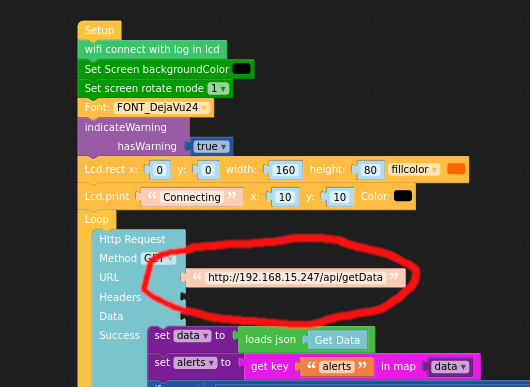 Setup
wifi connect with log in lcd
Set Screen backgroundColor
Set screen rotate mode 1
Font: FONT_DejaVu24
indicateWarning
hasWarning true
Lcd.rect x: 0 y: 0 width: 160 height: 80 fillcolor
Lcd.print “ Connecting ” x: 10 y: 10 Color:
Loop
Http Request
Method GET
URL “ http://192.168.15.247/api/getData ”
Headers
Data
Success set data to loads json Get Data
set alerts to get key “ alerts ” in map data